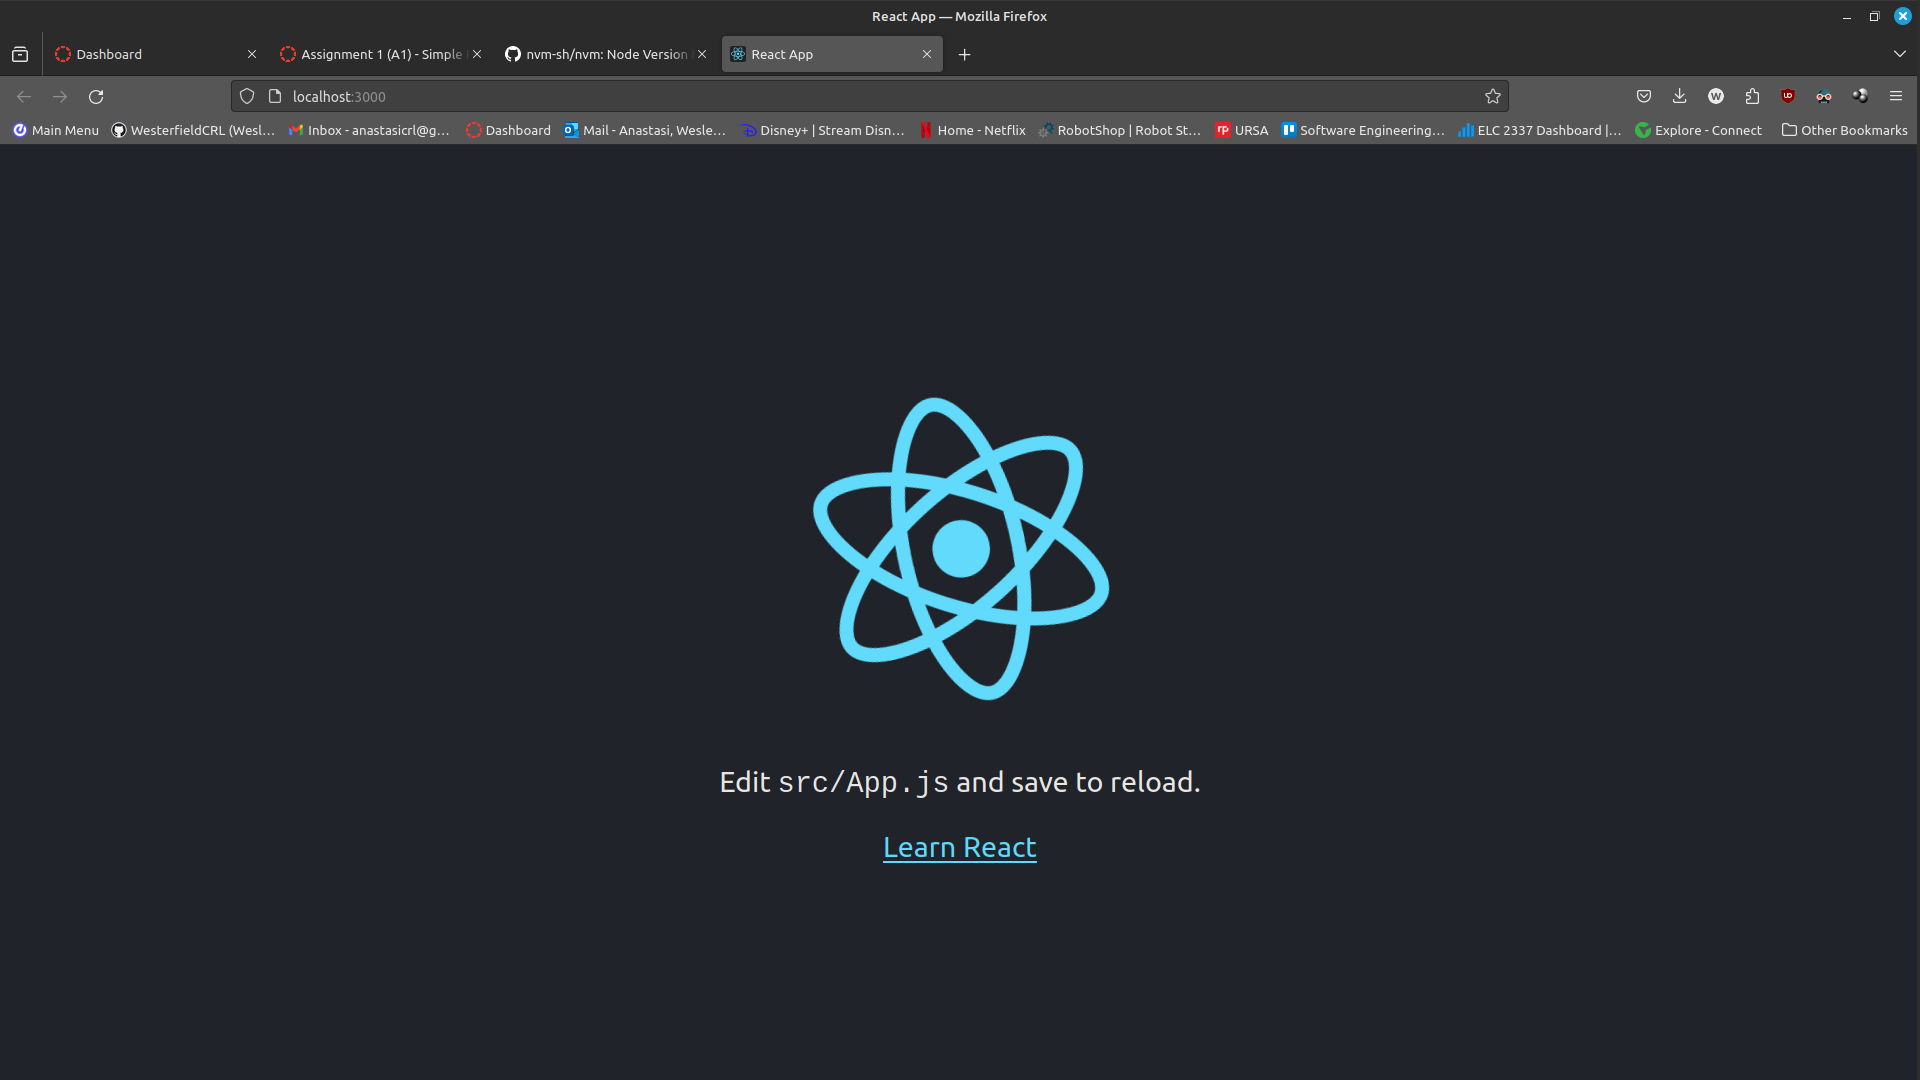 React App — Mozilla Firefox
Dashboard
Assignment 1 (A1) - Simple
nvm-sh/nvm: Node Version
React App
localhost:3000
W
UD
Main Menu
WesterfieldCRL (Wesl…
Inbox - anastasicrl@g…
Dashboard
Mail - Anastasi, Wesle…
Disney+ | Stream Disn…
Home - Netflix
RobotShop | Robot St…
rp URSA
Software Engineering…
ELC 2337 Dashboard |…
Explore - Connect
Other Bookmarks
Edit src/App.js and save to reload.
Learn React